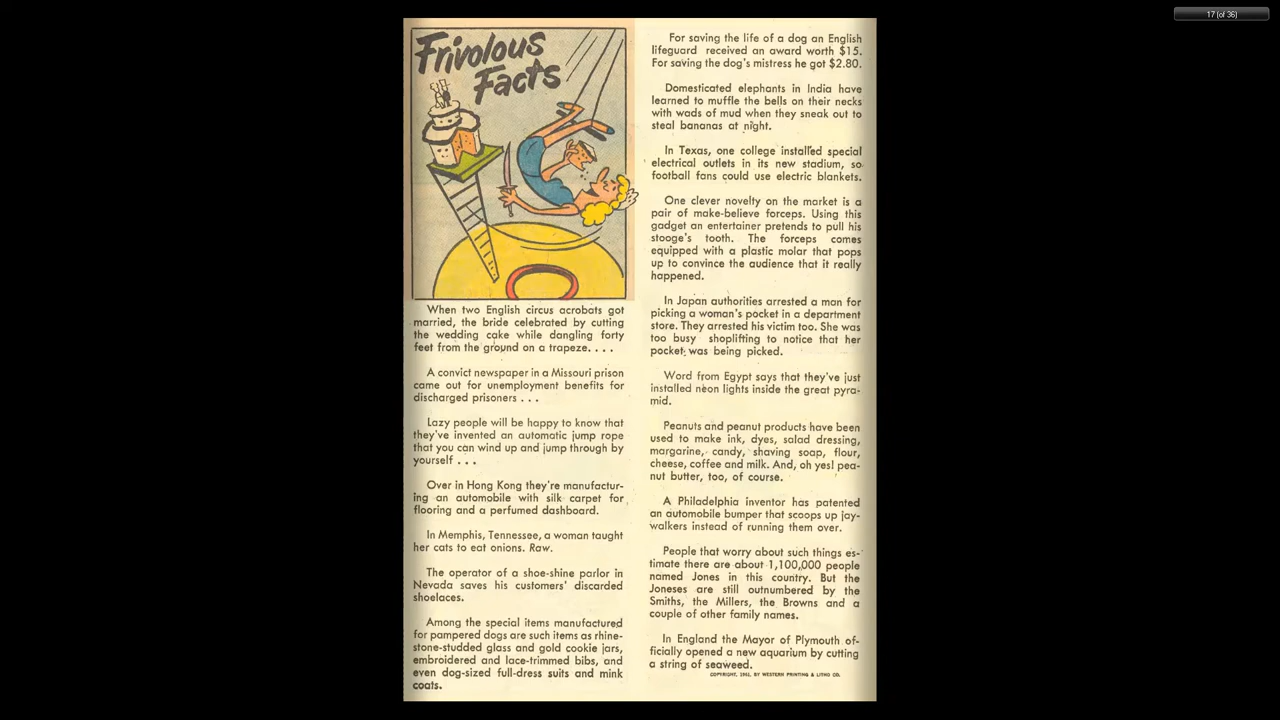 17 (of 36)
Frivolous
Facts
When two English circus acrobats got
married, the bride celebrated by cutting
the wedding cake while dangling forty
feet from the ground on a trapeze. . . .
A convict newspaper in a Missouri prison
came out for unemployment benefits for
discharged prisoners . . .
Lazy people will be happy to know that
they've invented an automatic jump rope
that you can wind up and jump through by
yourself . . .
Over in Hong Kong they're manufactur-
ing an automobile with silk carpet for
flooring and a perfumed dashboard.
In Memphis, Tennessee, a woman taught
her cats to eat onions. Raw.
The operator of a shoe-shine parlor in
Nevada saves his customers' discarded
shoelaces.
Among the special items manufactured
for pampered dogs are such items as rhine-
stone-studded glass and gold cookie jars,
embroidered and lace-trimmed bibs, and
even dog-sized full-dress suits and mink
coats.
For saving the life of a dog an English
lifeguard received an award worth $15.
For saving the dog's mistress he got $2.80.
Domesticated elephants in India have
learned to muffle the bells on their necks
with wads of mud when they sneak out to
steal bananas at night.
In Texas, one college installed special
electrical outlets in its new stadium, so
football fans could use electric blankets.
One clever novelty on the market is a
pair of make-believe forceps. Using this
gadget an entertainer pretends to pull his
stooge's tooth. The forceps comes
equipped with a plastic molar that pops
up to convince the audience that it really
happened.
In Japan authorities arrested a man for
picking a woman's pocket in a department
store. They arrested his victim too. She was
too busy shoplifting to notice that her
pocket was being picked.
Word from Egypt says that they've just
installed neon lights inside the great pyra-
mid.
Peanuts and peanut products have been
used to make ink, dyes, salad dressing,
margarine, candy, shaving soap, flour,
cheese, coffee and milk. And, oh yes! pea-
nut butter, too, of course.
A Philadelphia inventor has patented
an automobile bumper that scoops up jay-
walkers instead of running them over.
People that worry about such things es-
timate there are about 1,100,000 people
named Jones in this country. But the
Joneses are still outnumbered by the
Smiths, the Millers, the Browns and a
couple of other family names.
In England the Mayor of Plymouth of-
ficially opened a new aquarium by cutting
a string of seaweed.
COPYRIGHT, 1961, BY WESTERN PRINTING & LITHO CO.